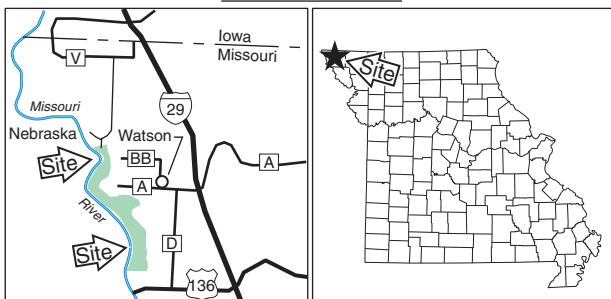 Iowa
Missouri
V
29
Missouri
Nebraska
Watson
Site
BB
A
A
River
D
Site
136
Site